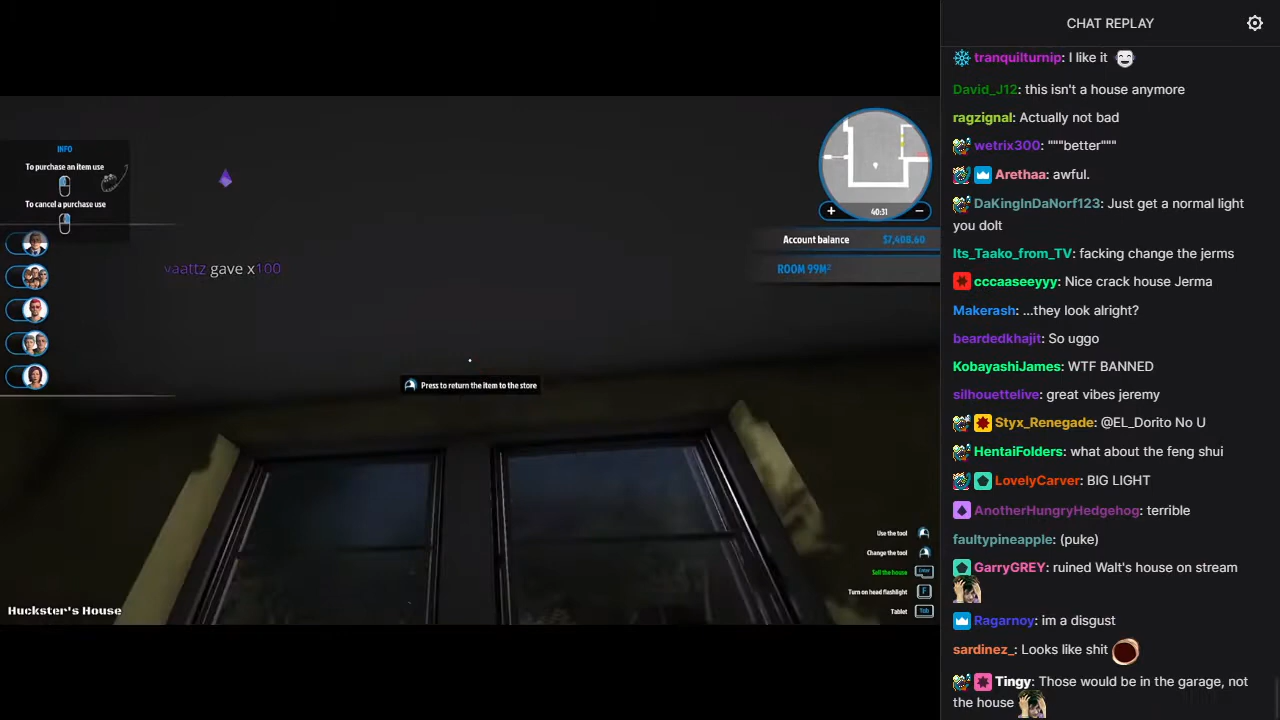 CHAT REPLAY
tranquilturnip: I like it
David_J12: this isn't a house anymore
ragzignal: Actually not bad
wetrix300: """better"""
Arethaa: awful.
DaKingInDaNorf123: Just get a normal light
you dolt
Its_Taako_from_TV: facking change the jerms
cccaaseeyyy: Nice crack house Jerma
Makerash: ...they look alright?
beardedkhajit: So uggo
KobayashiJames: WTF BANNED
silhouettelive: great vibes jeremy
Styx_Renegade: @EL_Dorito No U
HentaiFolders: what about the feng shui
LovelyCarver: BIG LIGHT
AnotherHungryHedgehog: terrible
faultypineapple: (puke)
GarryGREY: ruined Walt's house on stream
Ragarnoy: im a disgust
sardinez_: Looks like shit
Tingy: Those would be in the garage, not
the house
INFO
To purchase an item use
To cancel a purchase use
vaattz gave x100
40:31
Account balance $7,408.60
ROOM 99M²
Press to return the item to the store
Use the tool
Change the tool
Sell the house Enter
Turn on head flashlight F
Tablet Tab
Huckster's House